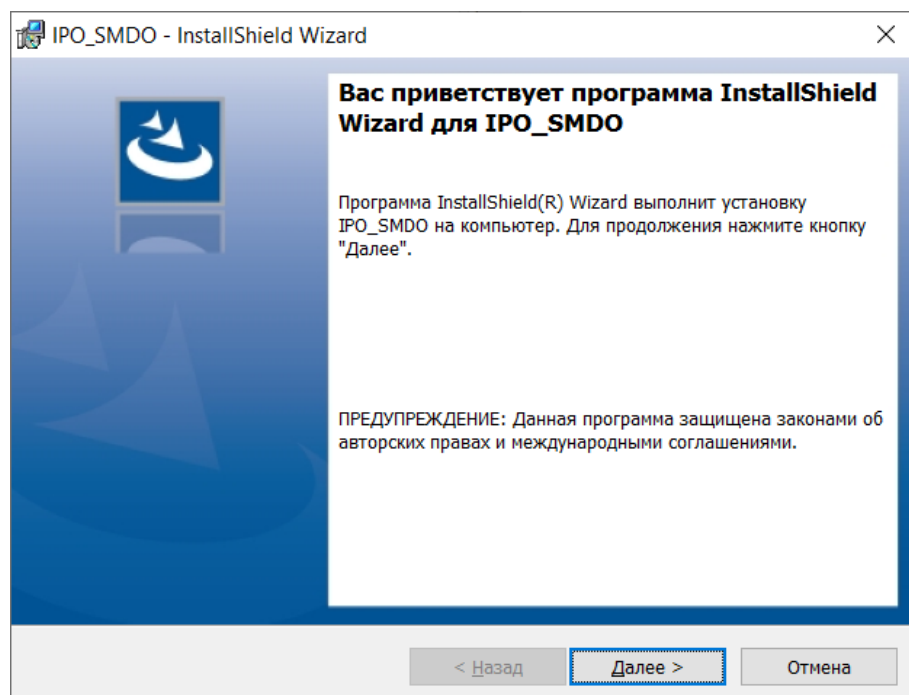 IPO_SMDO - InstallShield Wizard
Вас приветствует программа InstallShield
Wizard для IPO_SMDO
Программа InstallShield(R) Wizard выполнит установку
IPO_SMDO на компьютер. Для продолжения нажмите кнопку
"Далее".
ПРЕДУПРЕЖДЕНИЕ: Данная программа защищена законами об
авторских правах и международными соглашениями.
< Назад
Далее >
Отмена